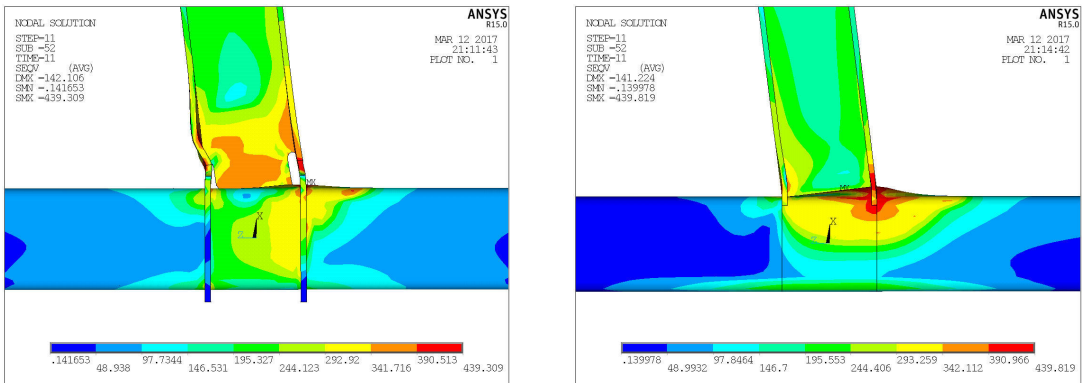 NODAL SOLUTION
STEP=11
SUB =52
TIME=11
SEQV (AVG)
DMX =142.106
SMN =.141653
SMX =439.309
ANSYS
R15.0
MAR 12 2017
21:11:43
PLOT NO. 1
MX
X
Z
.141653 97.7344 195.327 292.92 390.513
48.938 146.531 244.123 341.716 439.309
NODAL SOLUTION
STEP=11
SUB =52
TIME=11
SEQV (AVG)
DMX =141.224
SMN =.139978
SMX =439.819
ANSYS
R15.0
MAR 12 2017
21:14:42
PLOT NO. 1
MX
X
.139978 97.8464 195.553 293.259 390.966
48.9932 146.7 244.406 342.112 439.819